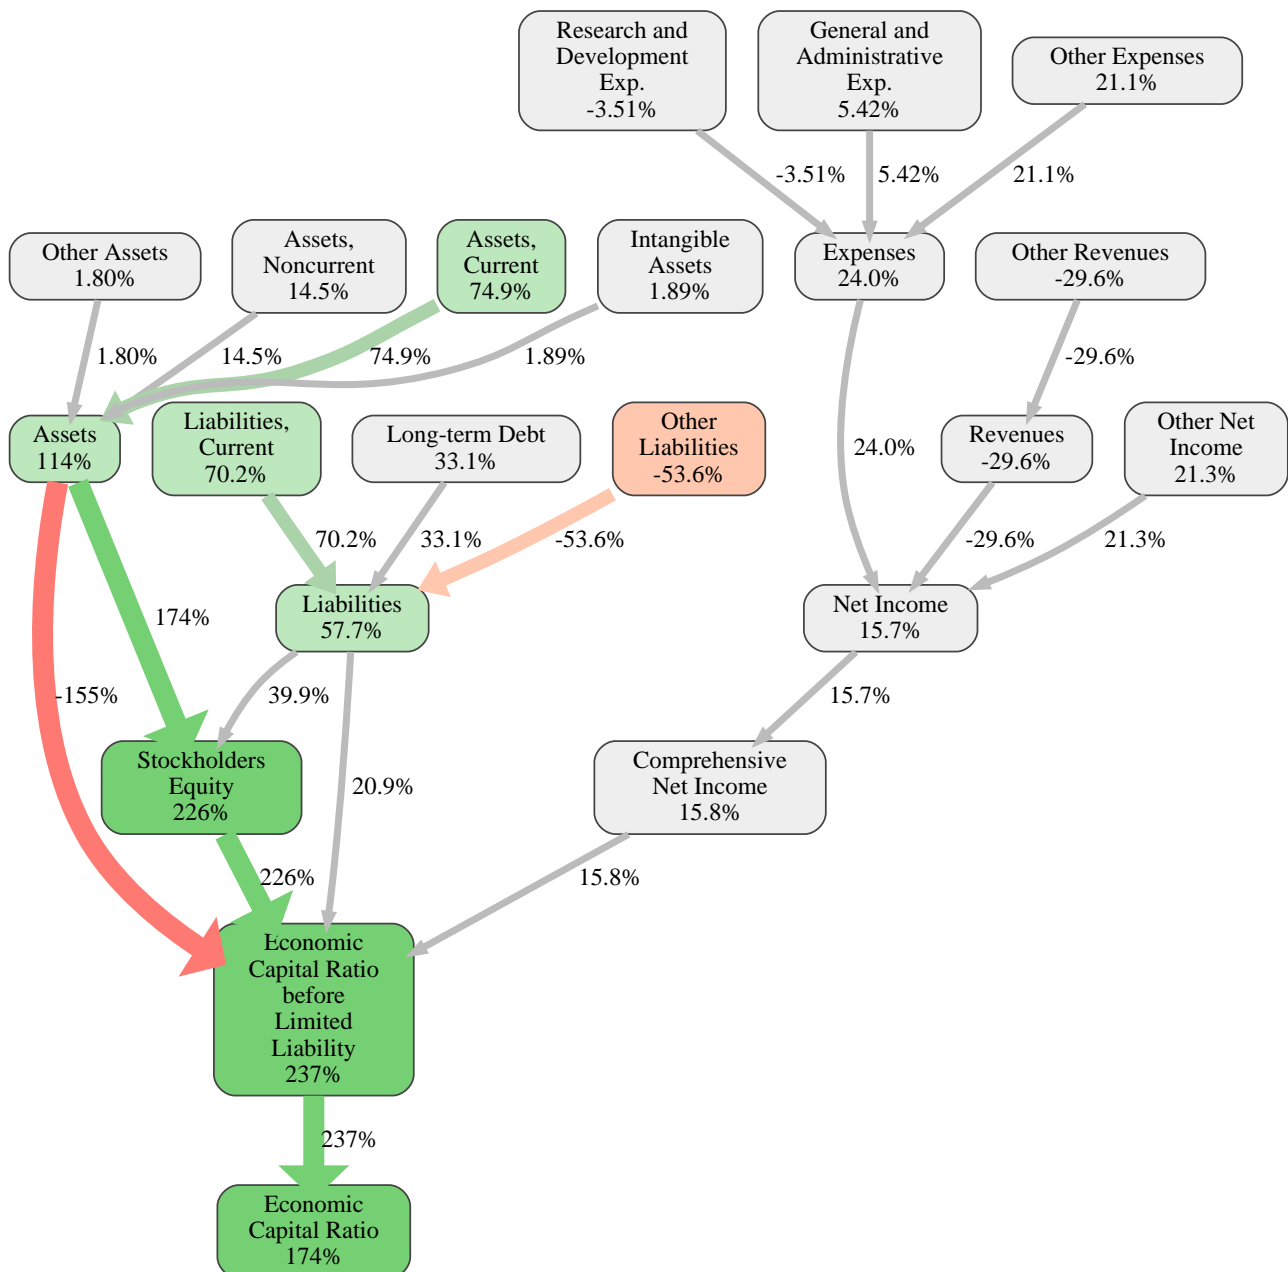 Research and
Development
Exp.
-3.51%
General and
Administrative
Exp.
5.42%
Other Expenses
21.1%
-3.51%
5.42%
21.1%
Other Assets
1.80%
Assets,
Noncurrent
14.5%
Assets,
Current
74.9%
Intangible
Assets
1.89%
Expenses
24.0%
Other Revenues
-29.6%
1.80%
14.5%
74.9%
1.89%
-29.6%
Assets
114%
Liabilities,
Current
70.2%
Long-term Debt
33.1%
Other
Liabilities
-53.6%
24.0%
Revenues
-29.6%
Other Net
Income
21.3%
70.2%
33.1%
-53.6%
-29.6%
21.3%
174%
Liabilities
57.7%
Net Income
15.7%
-155%
39.9%
15.7%
Stockholders
Equity
226%
20.9%
Comprehensive
Net Income
15.8%
226%
15.8%
Economic
Capital Ratio
before
Limited
Liability
237%
237%
Economic
Capital Ratio
174%